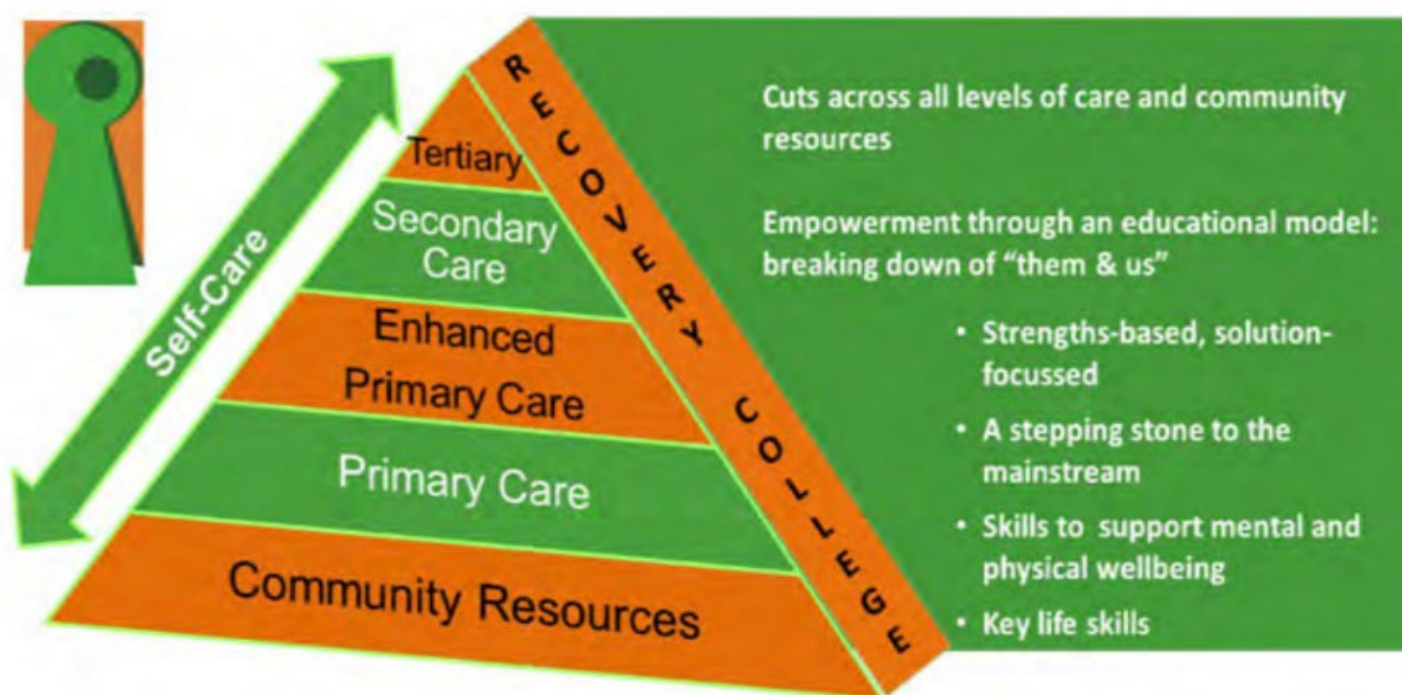 Self-Care
Tertiary
Secondary
Care
Enhanced
Primary Care
Primary Care
Community Resources
RECOVERY COLLEGE
Cuts across all levels of care and community
resources
Empowerment through an educational model:
breaking down of “them & us”
• Strengths-based, solution-
focussed
• A stepping stone to the
mainstream
• Skills to support mental and
physical wellbeing
• Key life skills